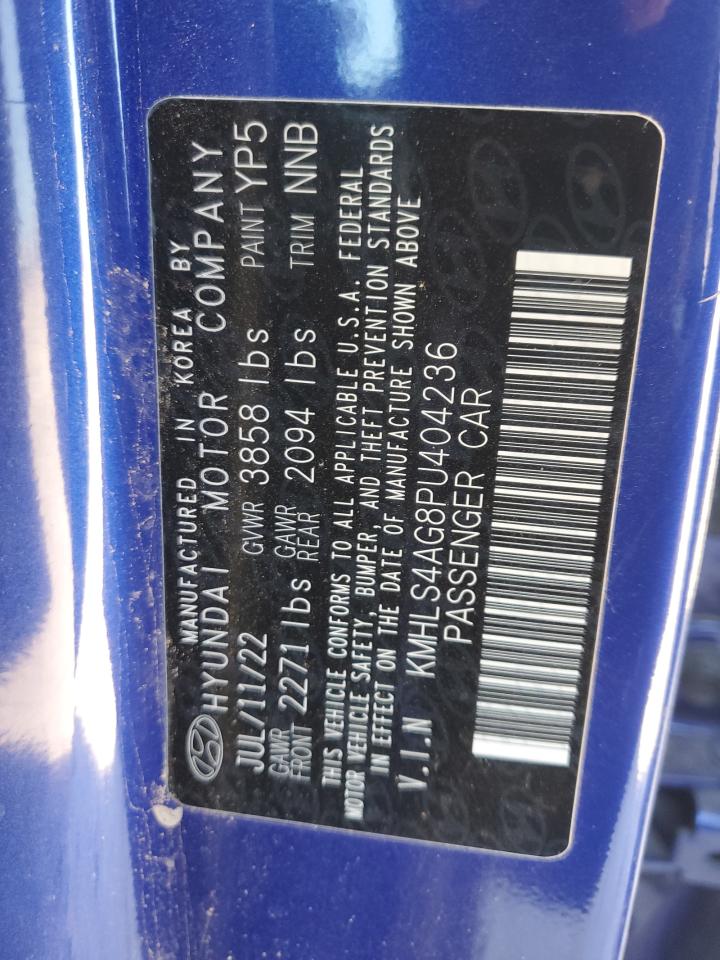 MANUFACTURED IN KOREA BY
HYUNDAI MOTOR COMPANY
JUL/11/22 GVWR 3858 lbs PAINT YP5
GAWR FRONT 2271 lbs GAWR REAR 2094 lbs TRIM NNB
THIS VEHICLE CONFORMS TO ALL APPLICABLE U.S.A. FEDERAL
MOTOR VEHICLE SAFETY, BUMPER, AND THEFT PREVENTION STANDARDS
IN EFFECT ON THE DATE OF MANUFACTURE SHOWN ABOVE
V.I.N KMHLS4AG8PU404236
PASSENGER CAR